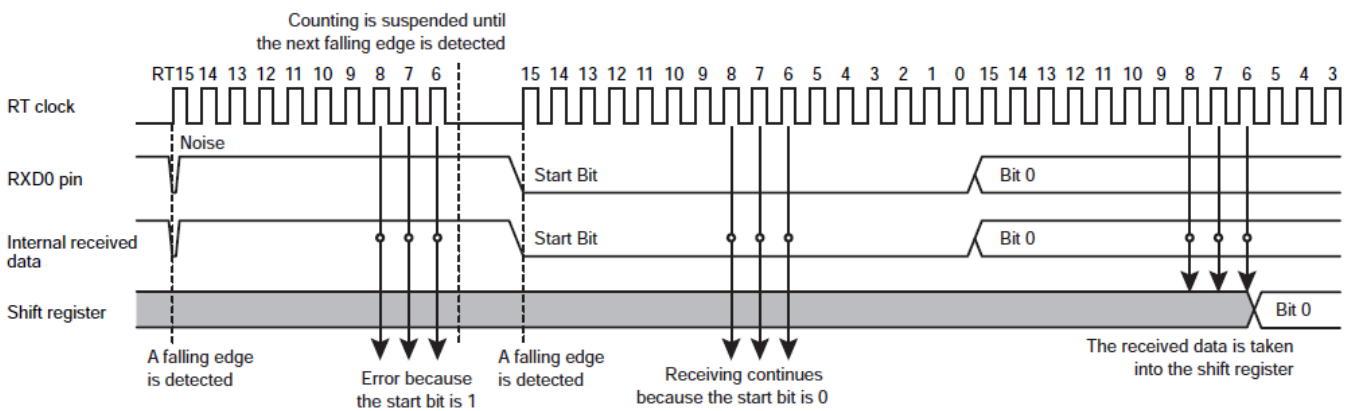 Counting is suspended until
the next falling edge is detected
RT15 14 13 12 11 10 9 8 7 6 15 14 13 12 11 10 9 8 7 6 5 4 3 2 1 0 15 14 13 12 11 10 9 8 7 6 5 4 3
RT clock
Noise
RXD0 pin
Start Bit
Bit 0
Internal received
data
Start Bit
Bit 0
Shift register
Bit 0
A falling edge
is detected
Error because
the start bit is 1
A falling edge
is detected
Receiving continues
because the start bit is 0
The received data is taken
into the shift register